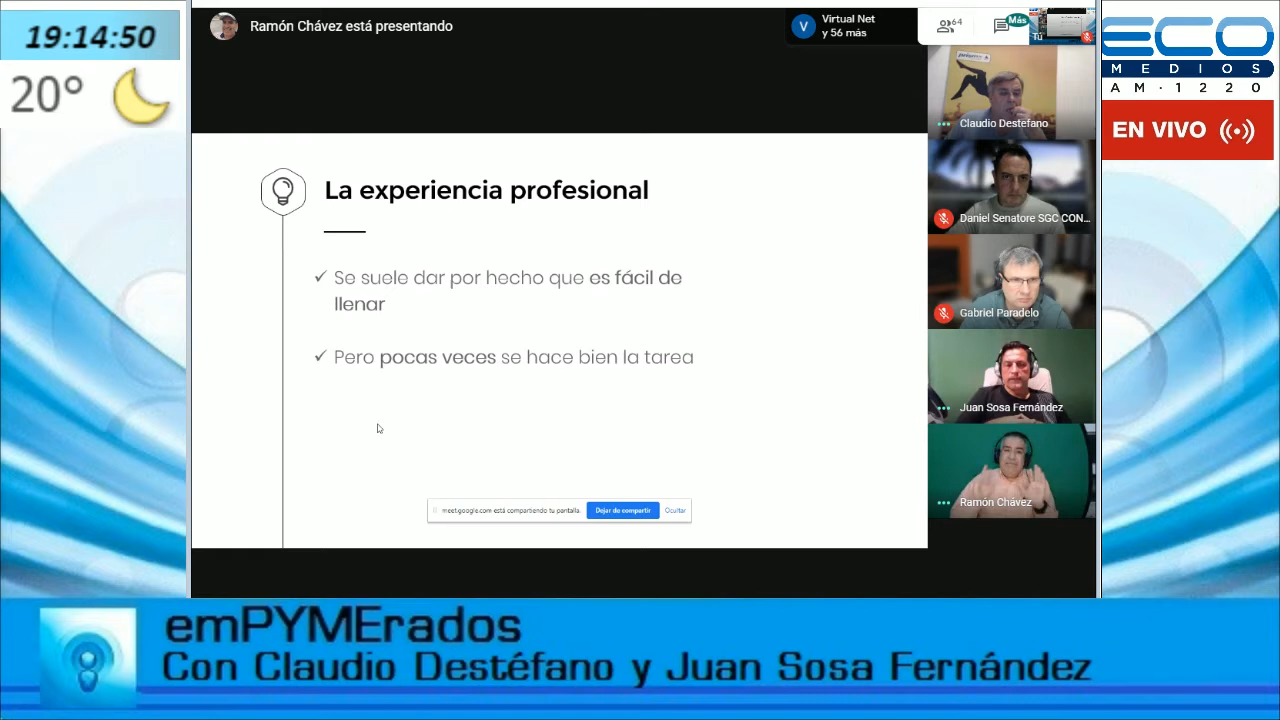 19:14:50
20°
Ramón Chávez está presentando
V
Virtual Net
y 56 más
64
Más
Tú
ECO
MEDIOS
AM·1220
EN VIVO
Claudio Destefano
Daniel Senatore SGC CON...
Gabriel Paradelo
Juan Sosa Fernández
Ramón Chávez
La experiencia profesional
✓ Se suele dar por hecho que es fácil de
llenar
✓ Pero pocas veces se hace bien la tarea
meet.google.com está compartiendo tu pantalla.
Dejar de compartir
Ocultar
emPYMErados
Con Claudio Destéfano y Juan Sosa Fernández